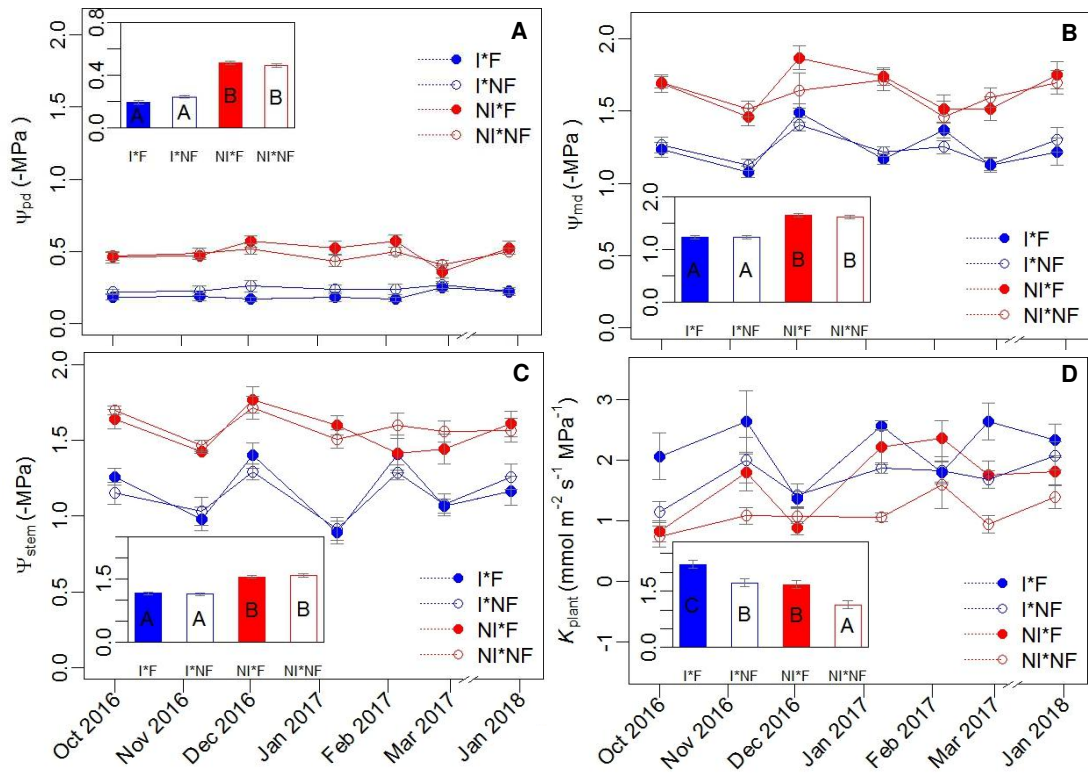 A
2.0
1.5
1.0
0.5
0.0
Ψpd (-MPa )
0.8
0.4
0.0
A
A
B
B
I*F
I*NF
NI*F
NI*NF
I*F
I*NF
NI*F
NI*NF
B
2.0
1.5
1.0
0.5
0.0
Ψmd (-MPa)
2.0
1.0
0.0
A
A
B
B
I*F
I*NF
NI*F
NI*NF
I*F
I*NF
NI*F
NI*NF
C
2.0
1.5
1.0
0.5
0.0
Ψstem (-MPa)
1.5
0.0
A
A
B
B
I*F
I*NF
NI*F
NI*NF
I*F
I*NF
NI*F
NI*NF
Oct 2016
Nov 2016
Dec 2016
Jan 2017
Feb 2017
Mar 2017
Jan 2018
D
3
2
1
0
-1
Kplant (mmol m-2 s-1 MPa-1)
1.5
0.0
C
B
B
A
I*F
I*NF
NI*F
NI*NF
I*F
I*NF
NI*F
NI*NF
Oct 2016
Nov 2016
Dec 2016
Jan 2017
Feb 2017
Mar 2017
Jan 2018